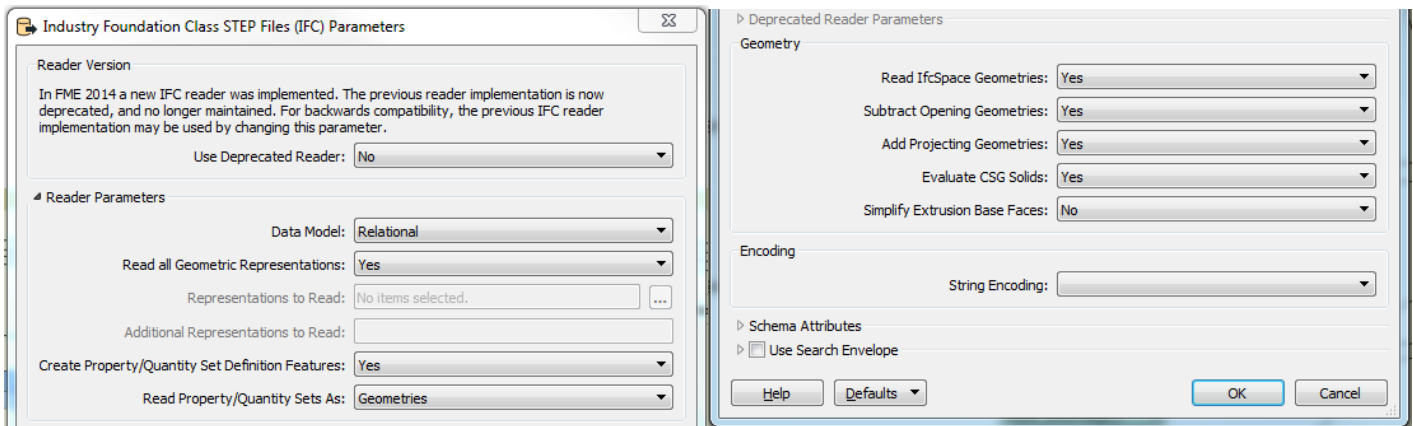 Industry Foundation Class STEP Files (IFC) Parameters
Reader Version
In FME 2014 a new IFC reader was implemented. The previous reader implementation is now
deprecated, and no longer maintained. For backwards compatibility, the previous IFC reader
implementation may be used by changing this parameter.
Use Deprecated Reader: No
Reader Parameters
Data Model: Relational
Read all Geometric Representations: Yes
Representations to Read: No items selected. ...
Additional Representations to Read:
Create Property/Quantity Set Definition Features: Yes
Read Property/Quantity Sets As: Geometries
Deprecated Reader Parameters
Geometry
Read IfcSpace Geometries: Yes
Subtract Opening Geometries: Yes
Add Projecting Geometries: Yes
Evaluate CSG Solids: Yes
Simplify Extrusion Base Faces: No
Encoding
String Encoding:
Schema Attributes
Use Search Envelope
Help Defaults OK Cancel